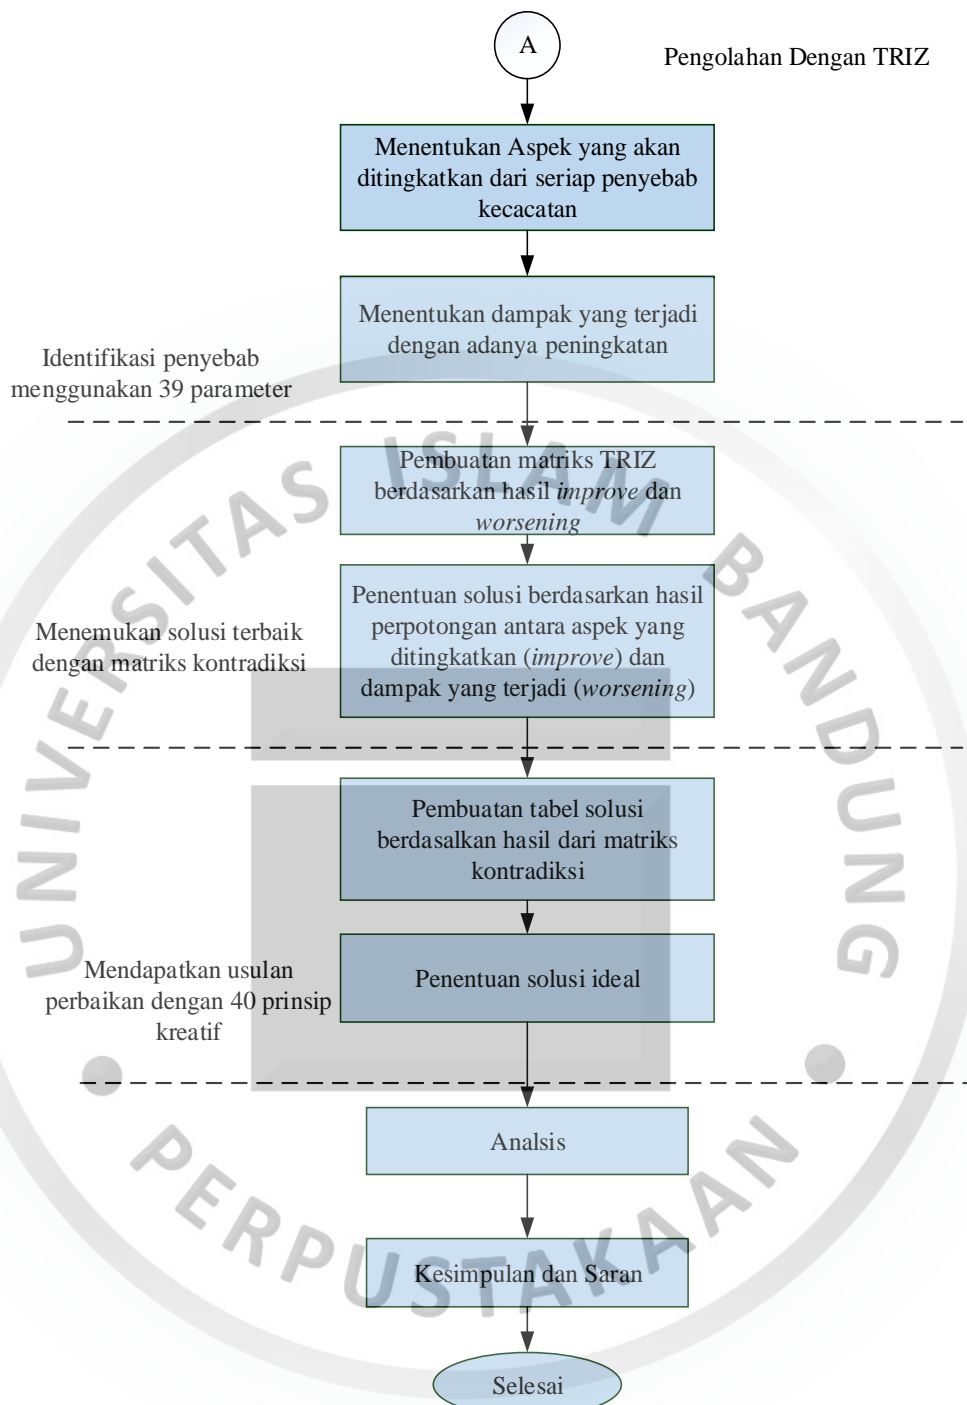 A
Pengolahan Dengan TRIZ
Menentukan Aspek yang akan
ditingkatkan dari seriap penyebab
kecacatan
Menentukan dampak yang terjadi
dengan adanya peningkatan
Identifikasi penyebab
menggunakan 39 parameter
Pembuatan matriks TRIZ
berdasarkan hasil improve dan
worsening
Penentuan solusi berdasarkan hasil
perpotongan antara aspek yang
ditingkatkan (improve) dan
dampak yang terjadi (worsening)
Menemukan solusi terbaik
dengan matriks kontradiksi
Pembuatan tabel solusi
berdasalkan hasil dari matriks
kontradiksi
Penentuan solusi ideal
Mendapatkan usulan
perbaikan dengan 40 prinsip
kreatif
Analsis
Kesimpulan dan Saran
Selesai
UNIVERSITAS ISLAM BANDUNG
PERPUSTAKAAN